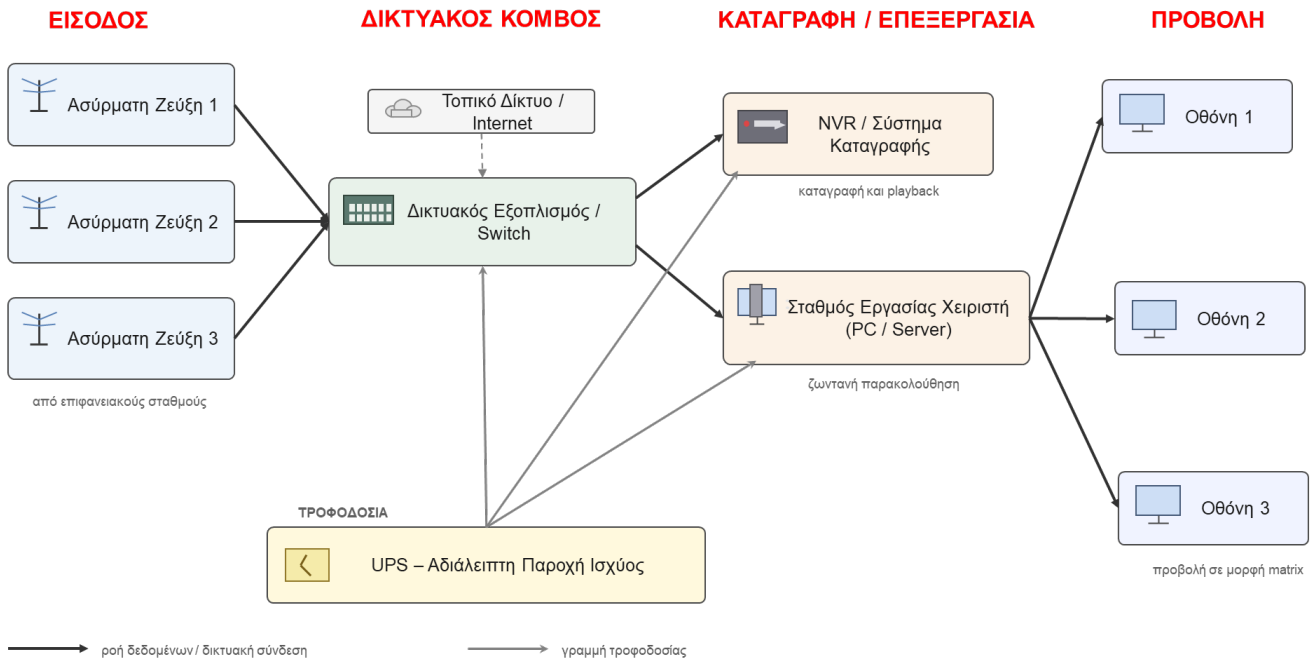 ΕΙΣΟΔΟΣ
ΔΙΚΤΥΑΚΟΣ ΚΟΜΒΟΣ
ΚΑΤΑΓΡΑΦΗ / ΕΠΕΞΕΡΓΑΣΙΑ
ΠΡΟΒΟΛΗ
Ασύρματη Ζεύξη 1
Ασύρματη Ζεύξη 2
Ασύρματη Ζεύξη 3
από επιφανειακούς σταθμούς
Τοπικό Δίκτυο /
Internet
Δικτυακός Εξοπλισμός /
Switch
NVR / Σύστημα
Καταγραφής
καταγραφή και playback
Σταθμός Εργασίας Χειριστή
(PC / Server)
ζωντανή παρακολούθηση
Οθόνη 1
Οθόνη 2
Οθόνη 3
προβολή σε μορφή matrix
ΤΡΟΦΟΔΟΣΙΑ
UPS – Αδιάλειπτη Παροχή Ισχύος
ροή δεδομένων / δικτυακή σύνδεση
γραμμή τροφοδοσίας